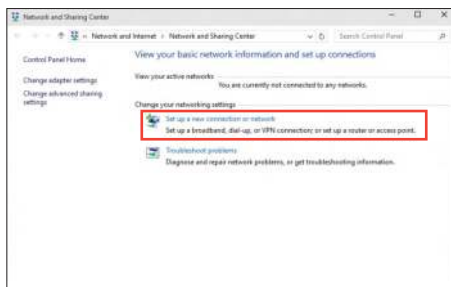 Network and Sharing Center
« Network and Internet › Network and Sharing Center
Search Control Panel
Control Panel Home
Change adapter settings
Change advanced sharing
settings
View your basic network information and set up connections
View your active networks
You are currently not connected to any networks.
Change your networking settings
Set up a new connection or network
Set up a broadband, dial-up, or VPN connection; or set up a router or access point.
Troubleshoot problems
Diagnose and repair network problems, or get troubleshooting information.